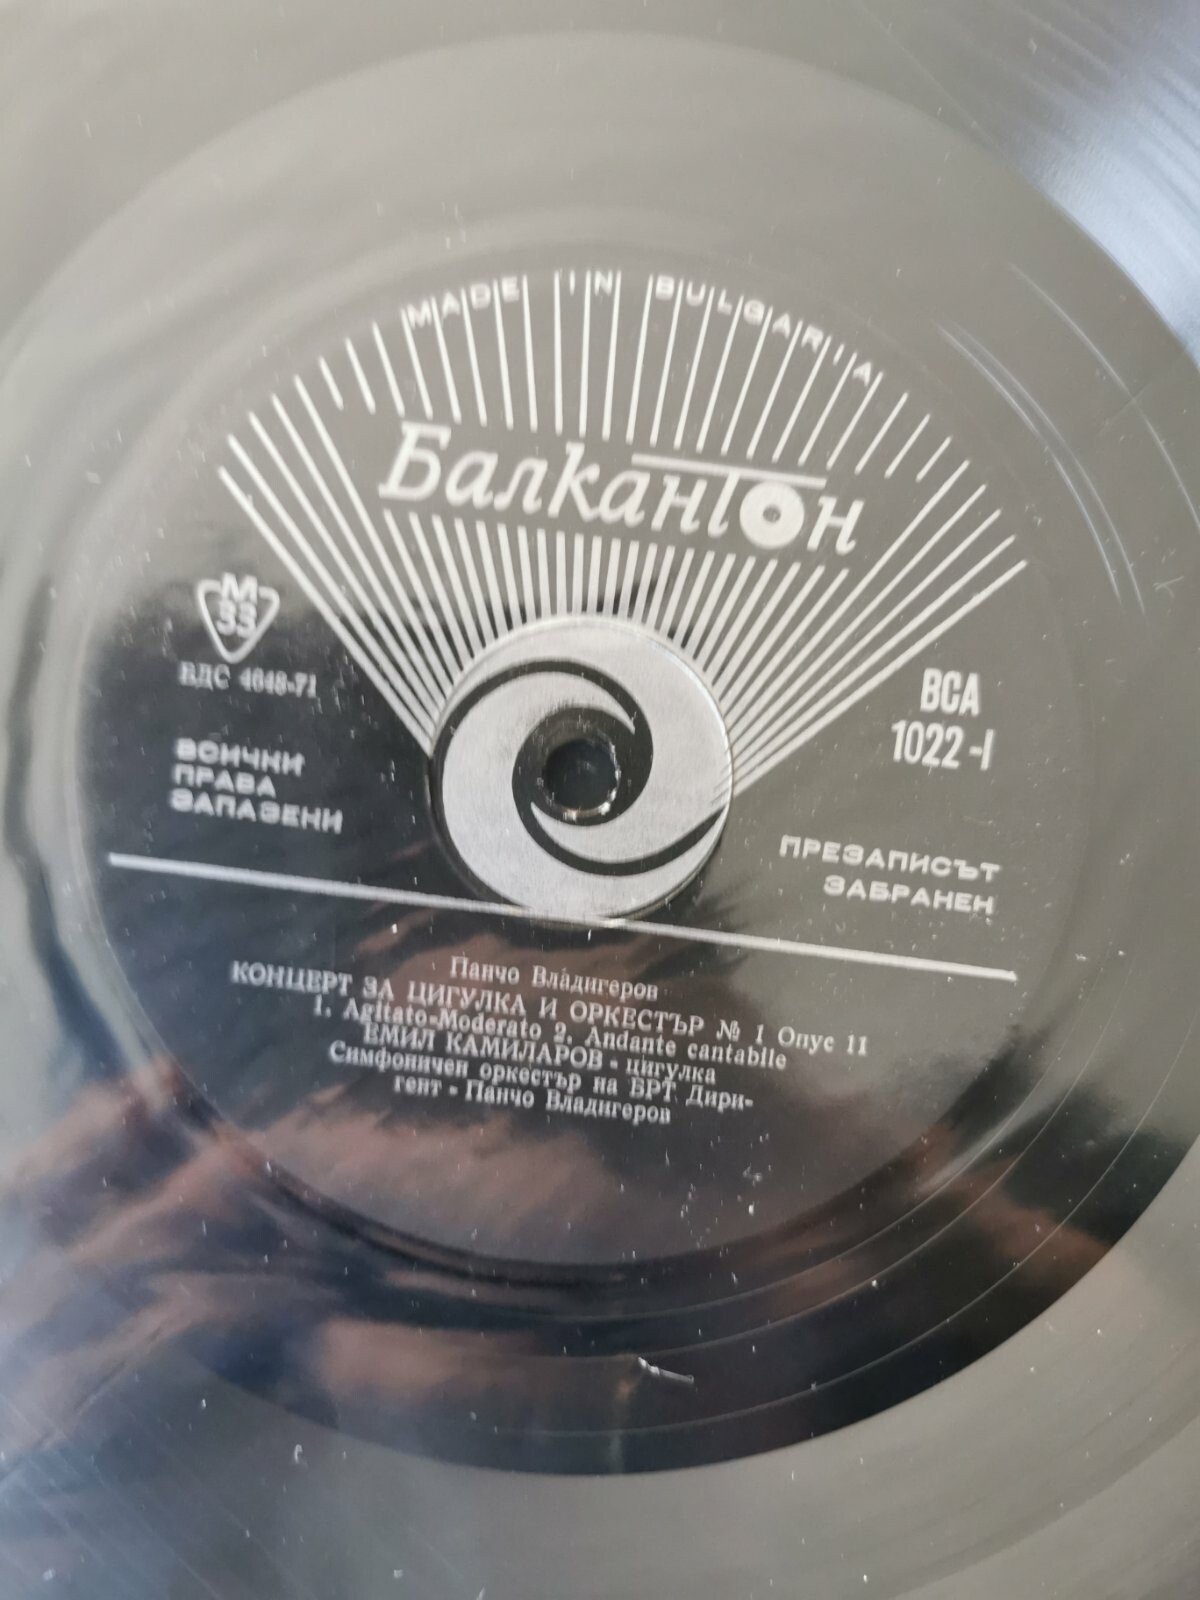 MADE IN BULGARIA
Балкантон
М
33
БДС 4648-71
ВСИЧКИ
ПРАВА
ЗАПАЗЕНИ
ВСА
1022-I
ПРЕЗАПИСЪТ
ЗАБРАНЕН
Панчо Владигеров
КОНЦЕРТ ЗА ЦИГУЛКА И ОРКЕСТЪР № 1 Опус 11
1. Agitato-Moderato 2. Andante cantabile
ЕМИЛ КАМИЛАРОВ - цигулка
Симфоничен оркестър на БРТ Дири-
гент - Панчо Владигеров